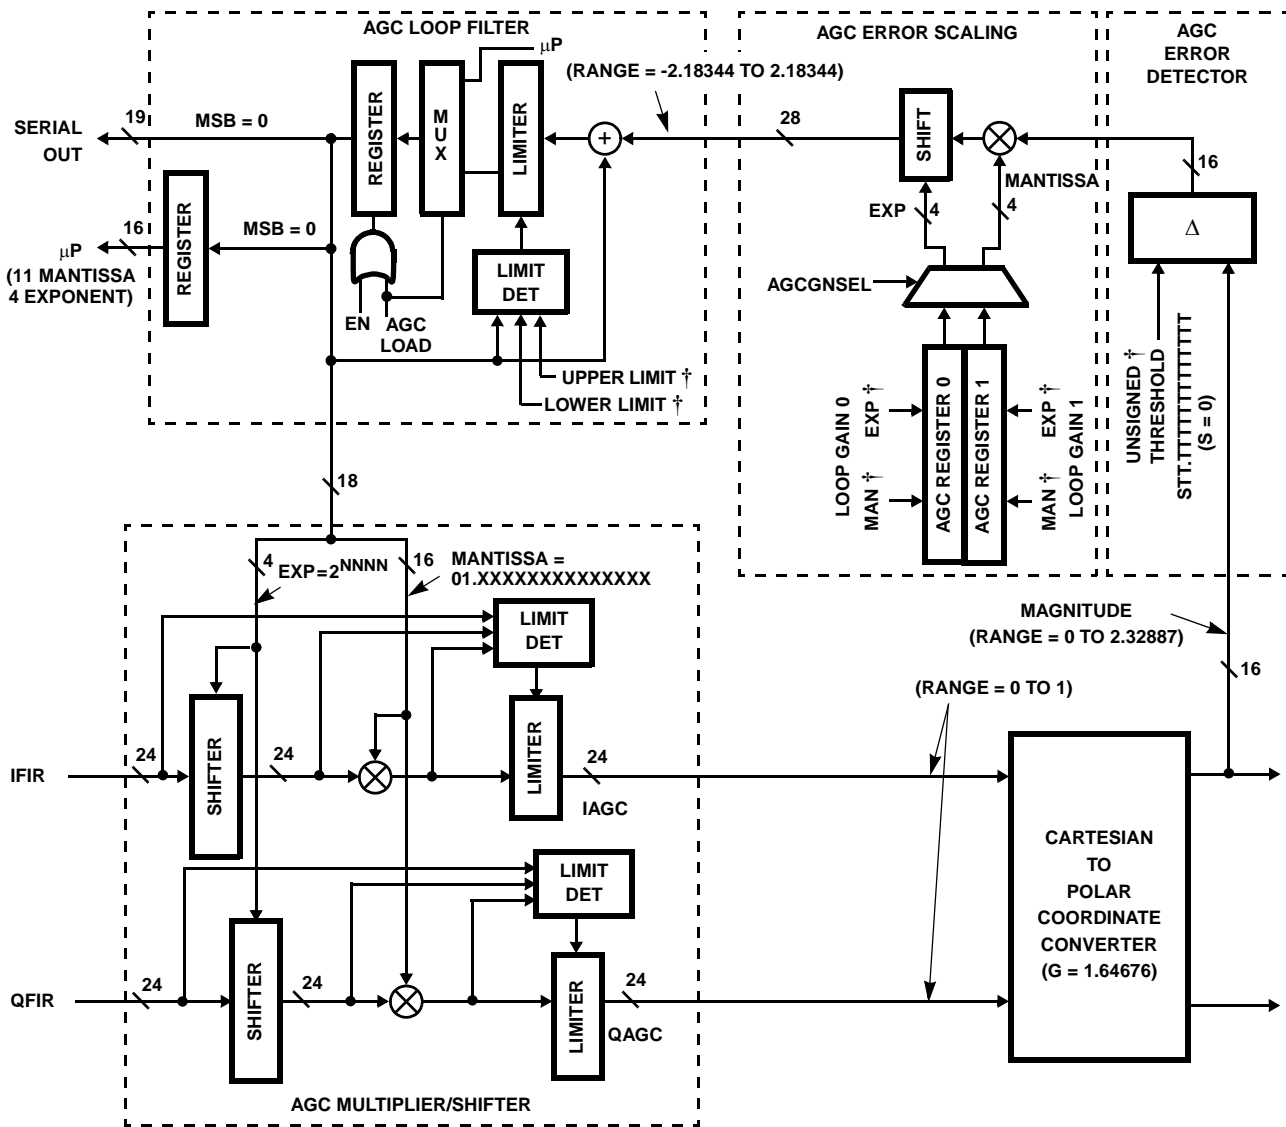 AGC LOOP FILTER
μP
(RANGE = -2.18344 TO 2.18344)
AGC ERROR SCALING
AGC
ERROR
DETECTOR
SERIAL
OUT
19
MSB = 0
REGISTER
MUX
LIMITER
+
28
SHIFT
MANTISSA
16
EXP
4
4
Δ
μP
(11 MANTISSA
4 EXPONENT)
16
REGISTER
MSB = 0
EN
AGC
LOAD
LIMIT
DET
AGCGNSEL
UPPER LIMIT †
LOWER LIMIT †
LOOP GAIN 0
EXP †
MAN †
AGC REGISTER 0
AGC REGISTER 1
EXP †
MAN †
LOOP GAIN 1
UNSIGNED †
THRESHOLD
STT.TTTTTTTTTTTTT
(S = 0)
18
4
EXP=2^NNNN
16
MANTISSA =
01.XXXXXXXXXXXXXX
LIMIT
DET
MAGNITUDE
(RANGE = 0 TO 2.32887)
16
(RANGE = 0 TO 1)
IFIR
24
SHIFTER
24
LIMITER
24
IAGC
LIMIT
DET
QFIR
24
SHIFTER
24
LIMITER
24
QAGC
CARTESIAN
TO
POLAR
COORDINATE
CONVERTER
(G = 1.64676)
AGC MULTIPLIER/SHIFTER